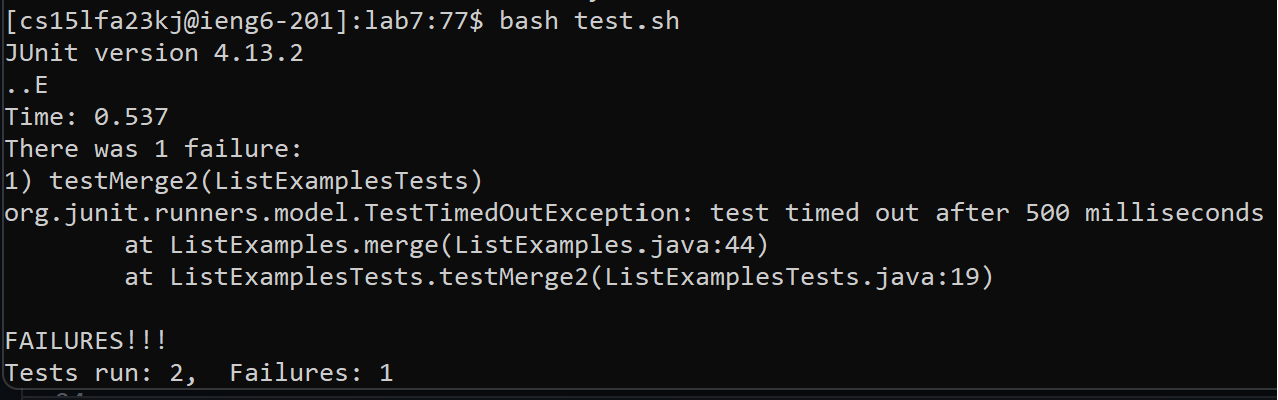 [cs15lfa23kj@ieng6-201]:lab7:77$ bash test.sh
JUnit version 4.13.2
..E
Time: 0.537
There was 1 failure:
1) testMerge2(ListExamplesTests)
org.junit.runners.model.TestTimedOutException: test timed out after 500 milliseconds
        at ListExamples.merge(ListExamples.java:44)
        at ListExamplesTests.testMerge2(ListExamplesTests.java:19)

FAILURES!!!
Tests run: 2,  Failures: 1